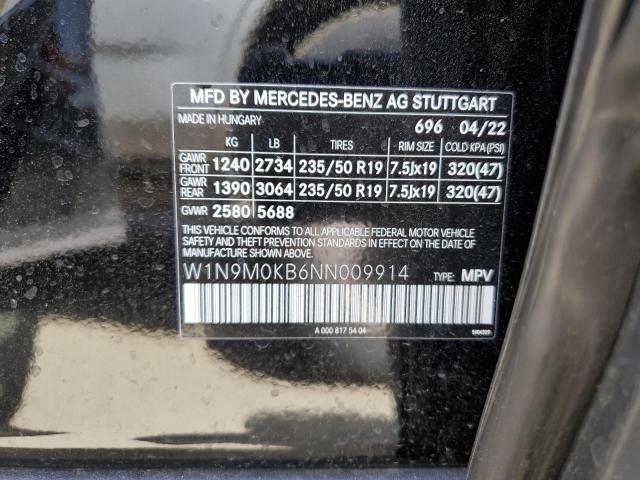 MFD BY MERCEDES-BENZ AG STUTTGART
MADE IN HUNGARY 696 04/22
KG LB TIRES RIM SIZE COLD KPA (PSI)
GAWR FRONT 1240 2734 235/50 R19 7.5Jx19 320(47)
GAWR REAR 1390 3064 235/50 R19 7.5Jx19 320(47)
GVWR 2580 5688
THIS VEHICLE CONFORMS TO ALL APPLICABLE FEDERAL MOTOR VEHICLE
SAFETY AND THEFT PREVENTION STANDARDS IN EFFECT ON THE DATE OF
MANUFACTURE SHOWN ABOVE.
W1N9M0KB6NN009914 TYPE: MPV
A 000 817 54 04